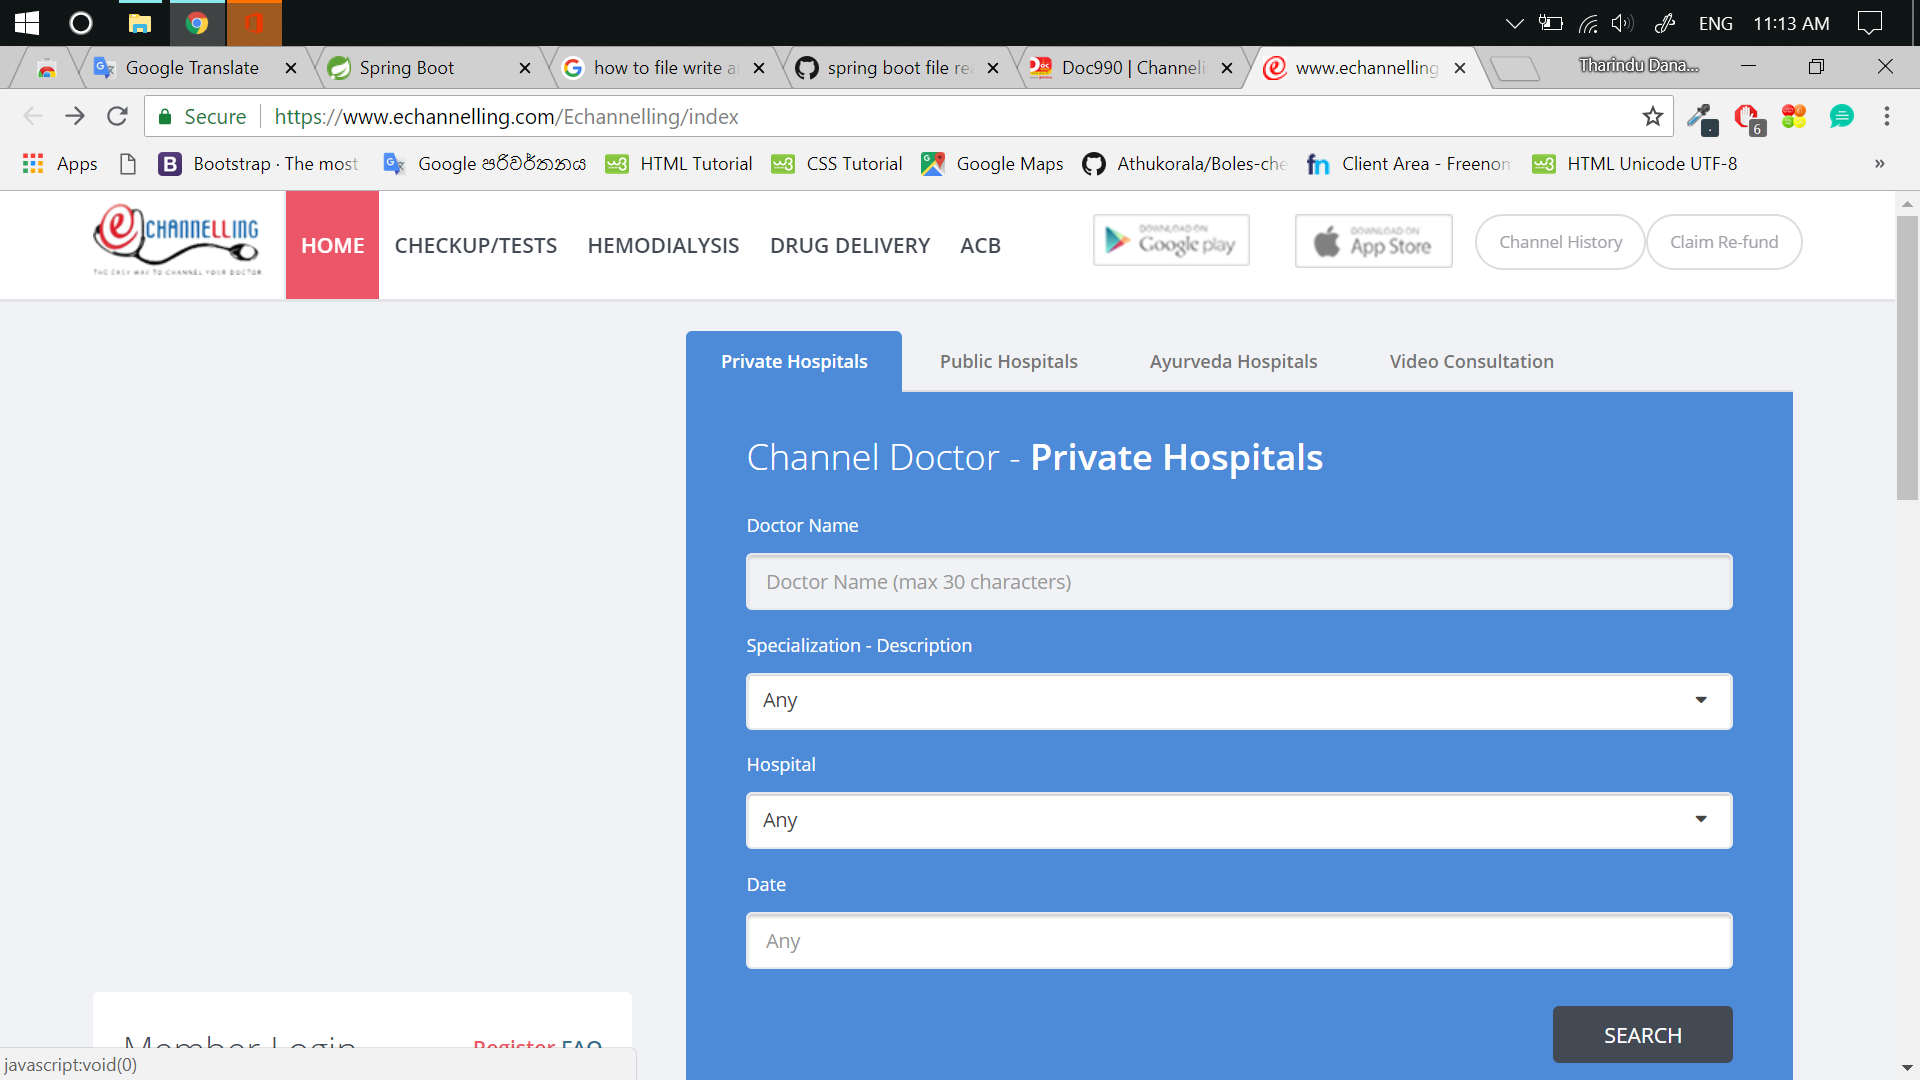 ENG 11:13 AM
Google Translate
Spring Boot
how to file write a
spring boot file rea
Doc990 | Channeli
www.echannelling
Tharindu Dana...
Secure https://www.echannelling.com/Echannelling/index
6
Apps
Bootstrap · The most
Google පරිවර්තනය
HTML Tutorial
CSS Tutorial
Google Maps
Athukorala/Boles-che
Client Area - Freenom
HTML Unicode UTF-8
»
e CHANNELLING
THE EASY WAY TO CHANNEL YOUR DOCTOR
HOME
CHECKUP/TESTS
HEMODIALYSIS
DRUG DELIVERY
ACB
DOWNLOAD ON
Google play
DOWNLOAD ON
App Store
Channel History
Claim Re-fund
Private Hospitals
Public Hospitals
Ayurveda Hospitals
Video Consultation
Channel Doctor - Private Hospitals
Doctor Name
Doctor Name (max 30 characters)
Specialization - Description
Any
Hospital
Any
Date
Any
SEARCH
Member Login
Register FAQ
javascript:void(0)